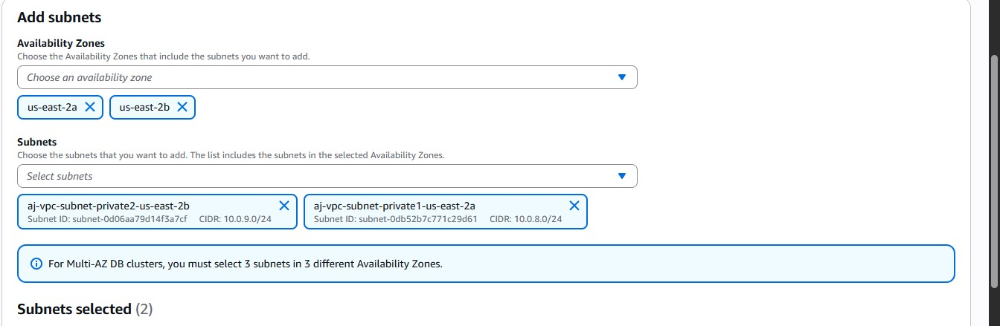 Add subnets
Availability Zones
Choose the Availability Zones that include the subnets you want to add.
Choose an availability zone
us-east-2a
us-east-2b
Subnets
Choose the subnets that you want to add. The list includes the subnets in the selected Availability Zones.
Select subnets
aj-vpc-subnet-private2-us-east-2b
Subnet ID: subnet-0d06aa79d14f3a7cf CIDR: 10.0.9.0/24
aj-vpc-subnet-private1-us-east-2a
Subnet ID: subnet-0db52b7c771c29d61 CIDR: 10.0.8.0/24
For Multi-AZ DB clusters, you must select 3 subnets in 3 different Availability Zones.
Subnets selected (2)